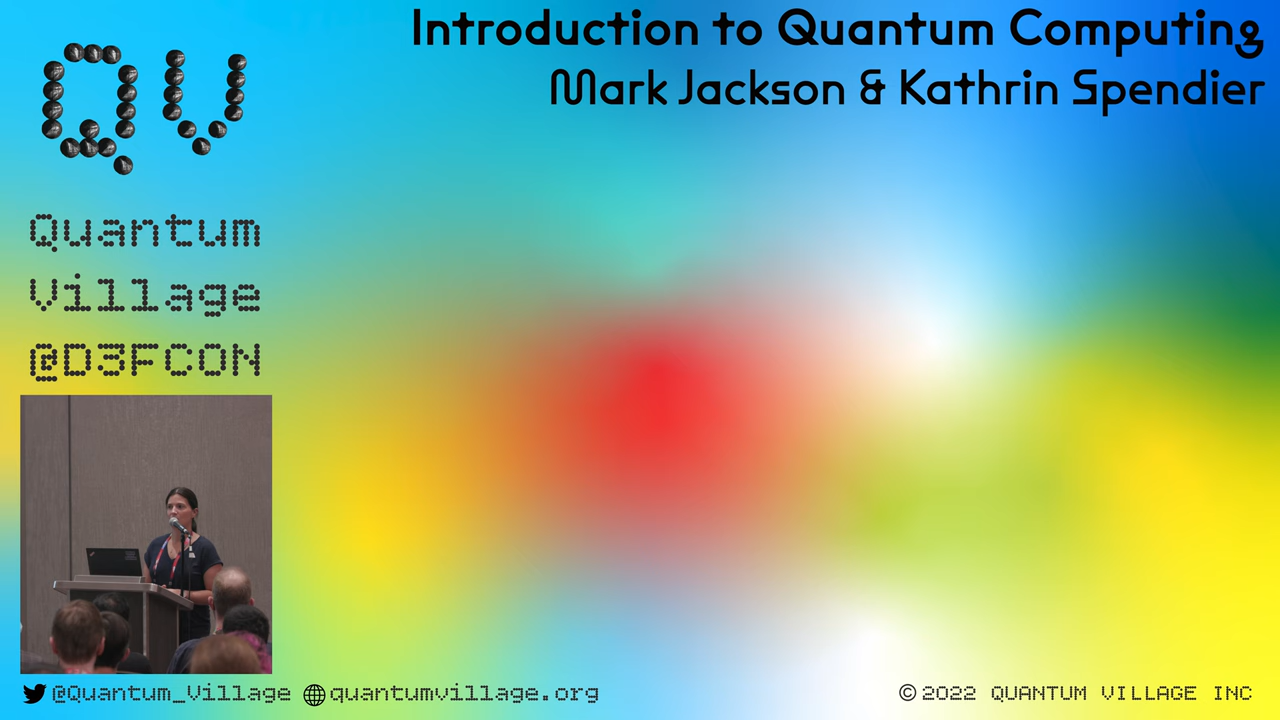 Introduction to Quantum Computing
Mark Jackson & Kathrin Spendier
QV
Quantum
Village
@D3FCON
@Quantum_Village quantumvillage.org
© 2022 QUANTUM VILLAGE INC